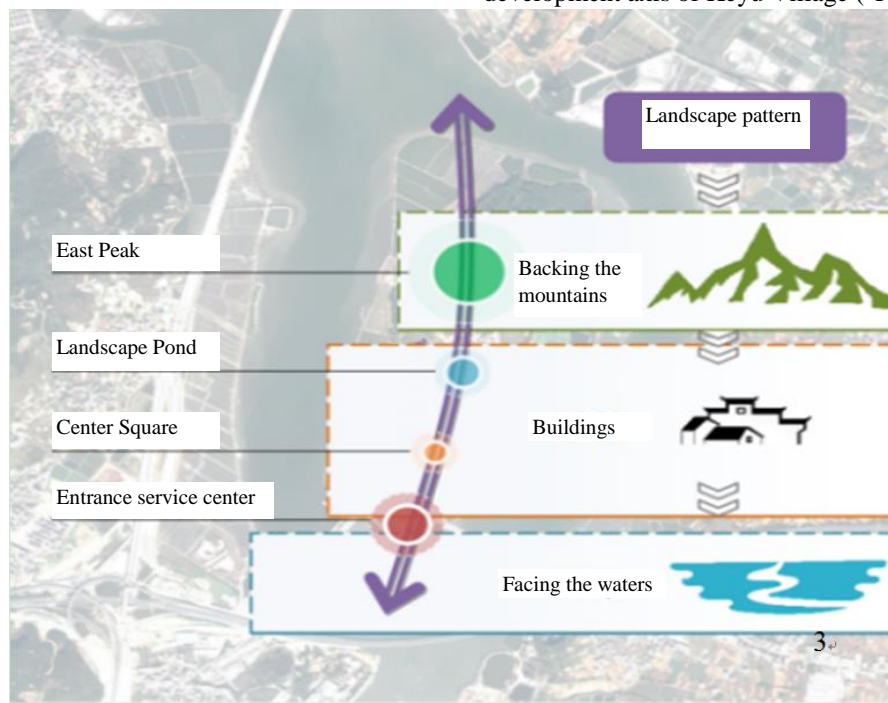 Landscape pattern
East Peak
Backing the
mountains
Landscape Pond
Center Square
Buildings
Entrance service center
Facing the waters
3